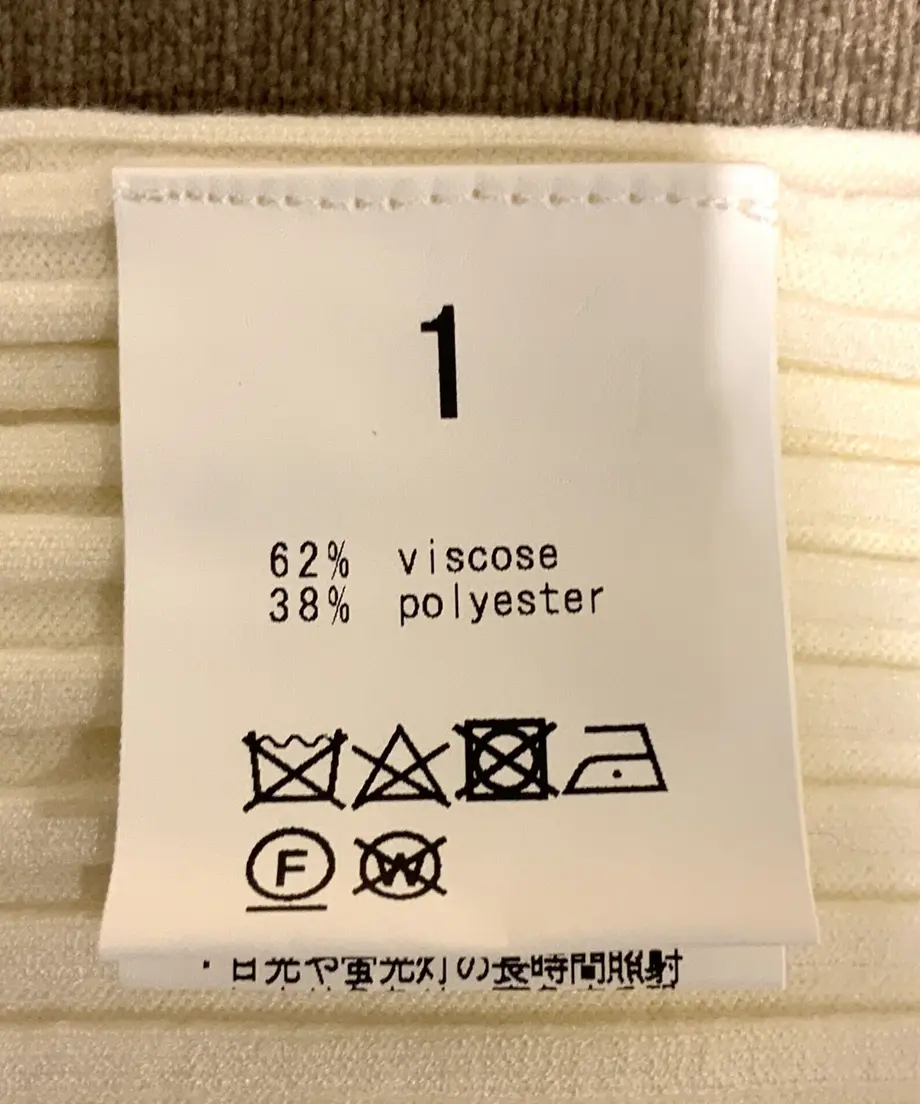 1
62% viscose
38% polyester
F
W
・日光や蛍光灯の長時間照射